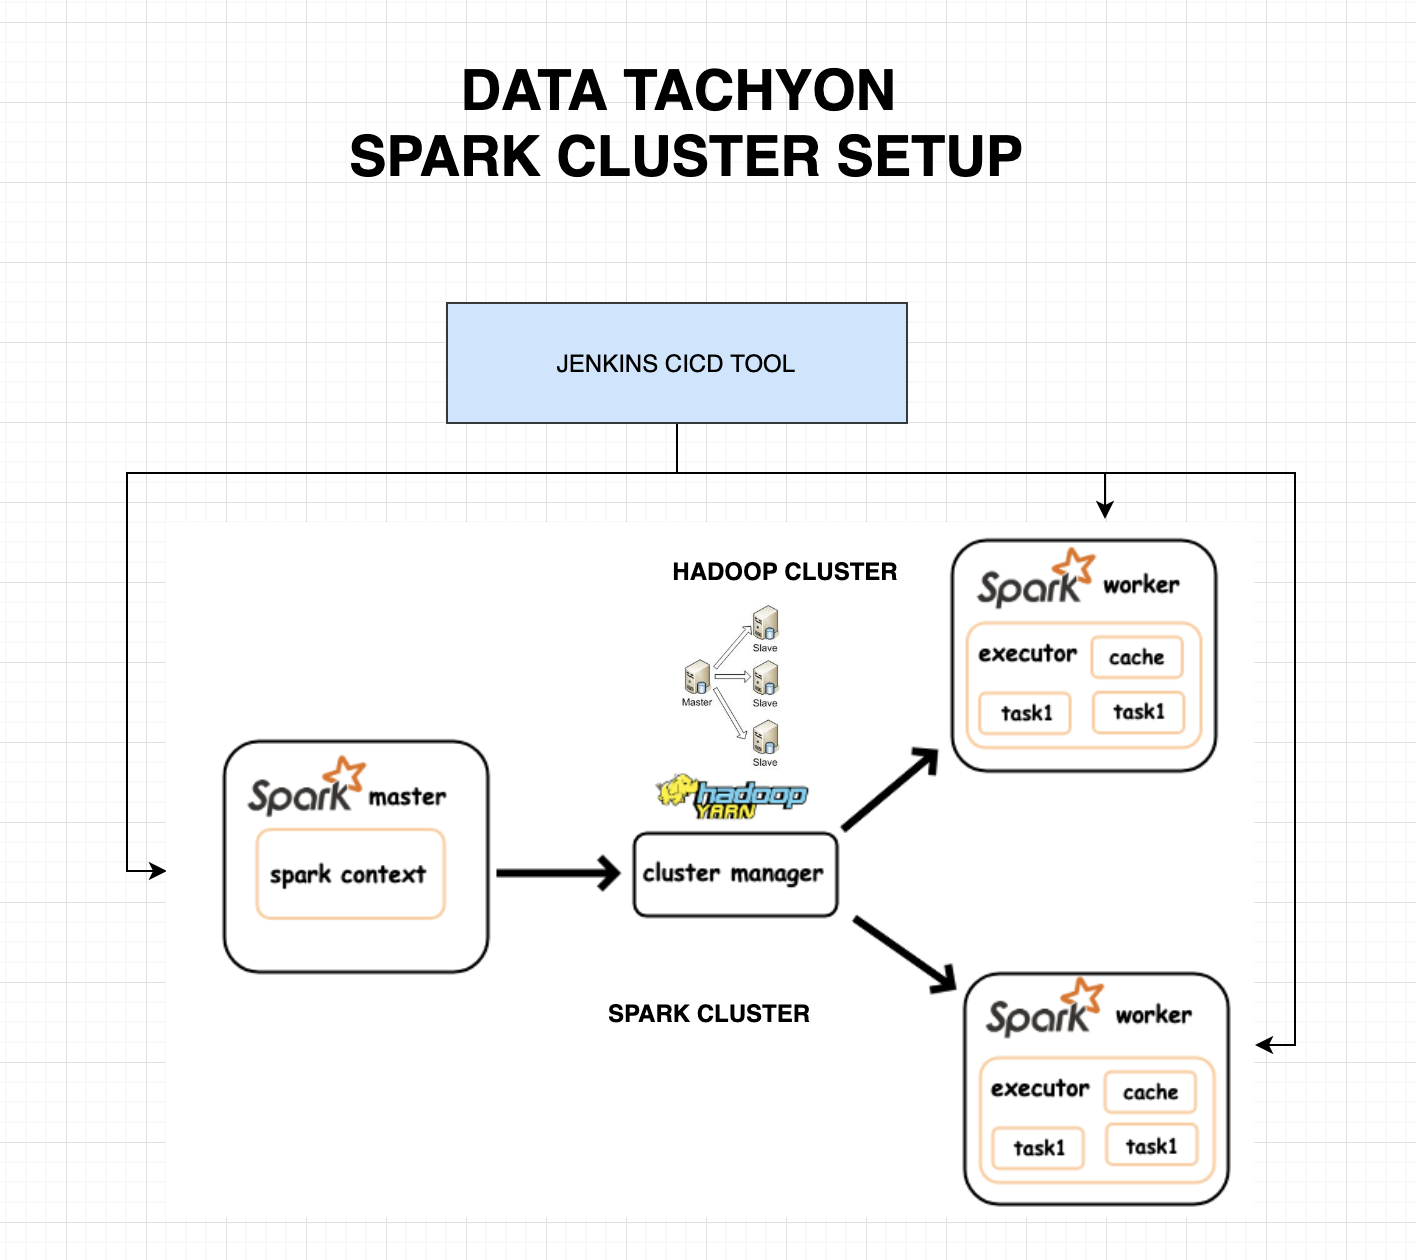 DATA TACHYON
SPARK CLUSTER SETUP
JENKINS CICD TOOL
HADOOP CLUSTER
Slave
Master
Slave
Slave
hadoop
YARN
Spark master
spark context
cluster manager
SPARK CLUSTER
Spark worker
executor
cache
task1
task1
Spark worker
executor
cache
task1
task1